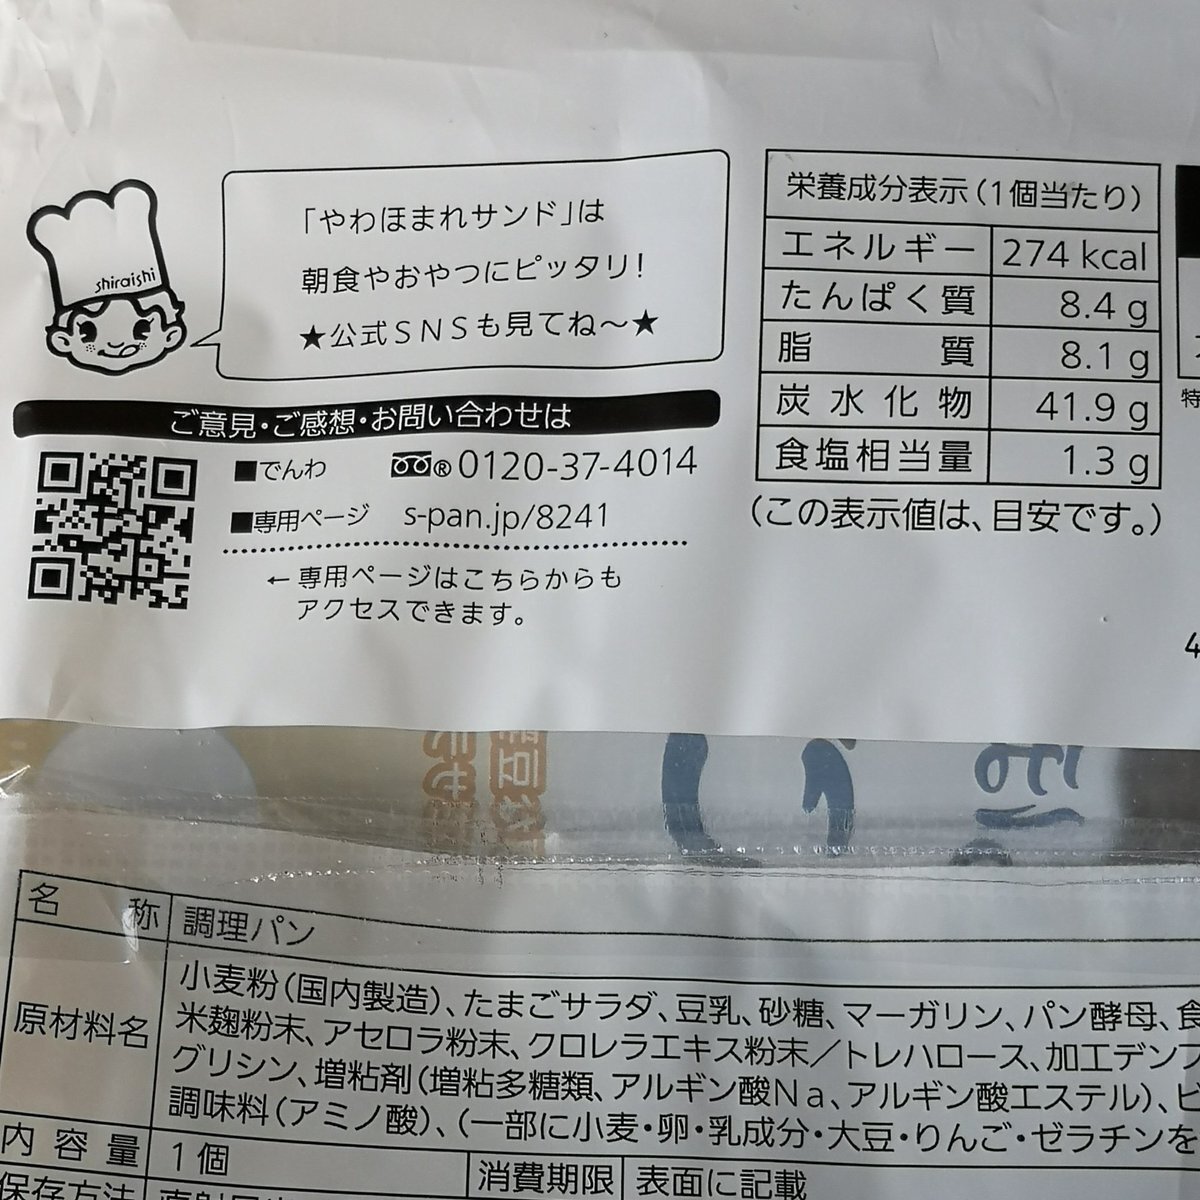 shiraishi
「やわほまれサンド」は
朝食やおやつにピッタリ!
★公式SNSも見てね〜★
ご意見・ご感想・お問い合わせは
■でんわ ®0120-37-4014
■専用ページ s-pan.jp/8241
←専用ページはこちらからも
アクセスできます。
栄養成分表示(1個当たり)
エネルギー 274 kcal
たんぱく質 8.4 g
脂質 8.1 g
炭水化物 41.9 g
食塩相当量 1.3 g
(この表示値は、目安です。)
特
名称 調理パン
原材料名 小麦粉(国内製造)、たまごサラダ、豆乳、砂糖、マーガリン、パン酵母、食
米麹粉末、アセロラ粉末、クロレラエキス粉末/トレハロース、加工デンプ
グリシン、増粘剤(増粘多糖類、アルギン酸Na、アルギン酸エステル)、ビ
調味料(アミノ酸)、(一部に小麦・卵・乳成分・大豆・りんご・ゼラチンを
内容量 1個 消費期限 表面に記載
保存方法